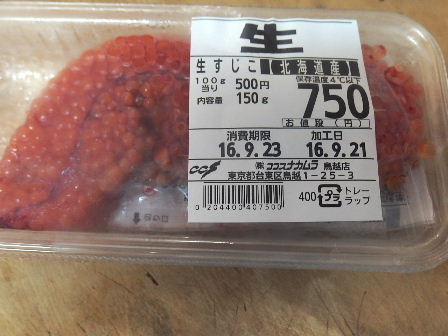 生
生すじこ（北海道産）
100g当り 500円 保存温度4℃以下
内容量 150g 750
お値段（円）
消費期限 加工日
16.9.23 16.9.21
CCS ㈱ココスナカムラ 鳥越店
東京都台東区鳥越1-25-3
0204400407500
400 プラ トレー ラップ